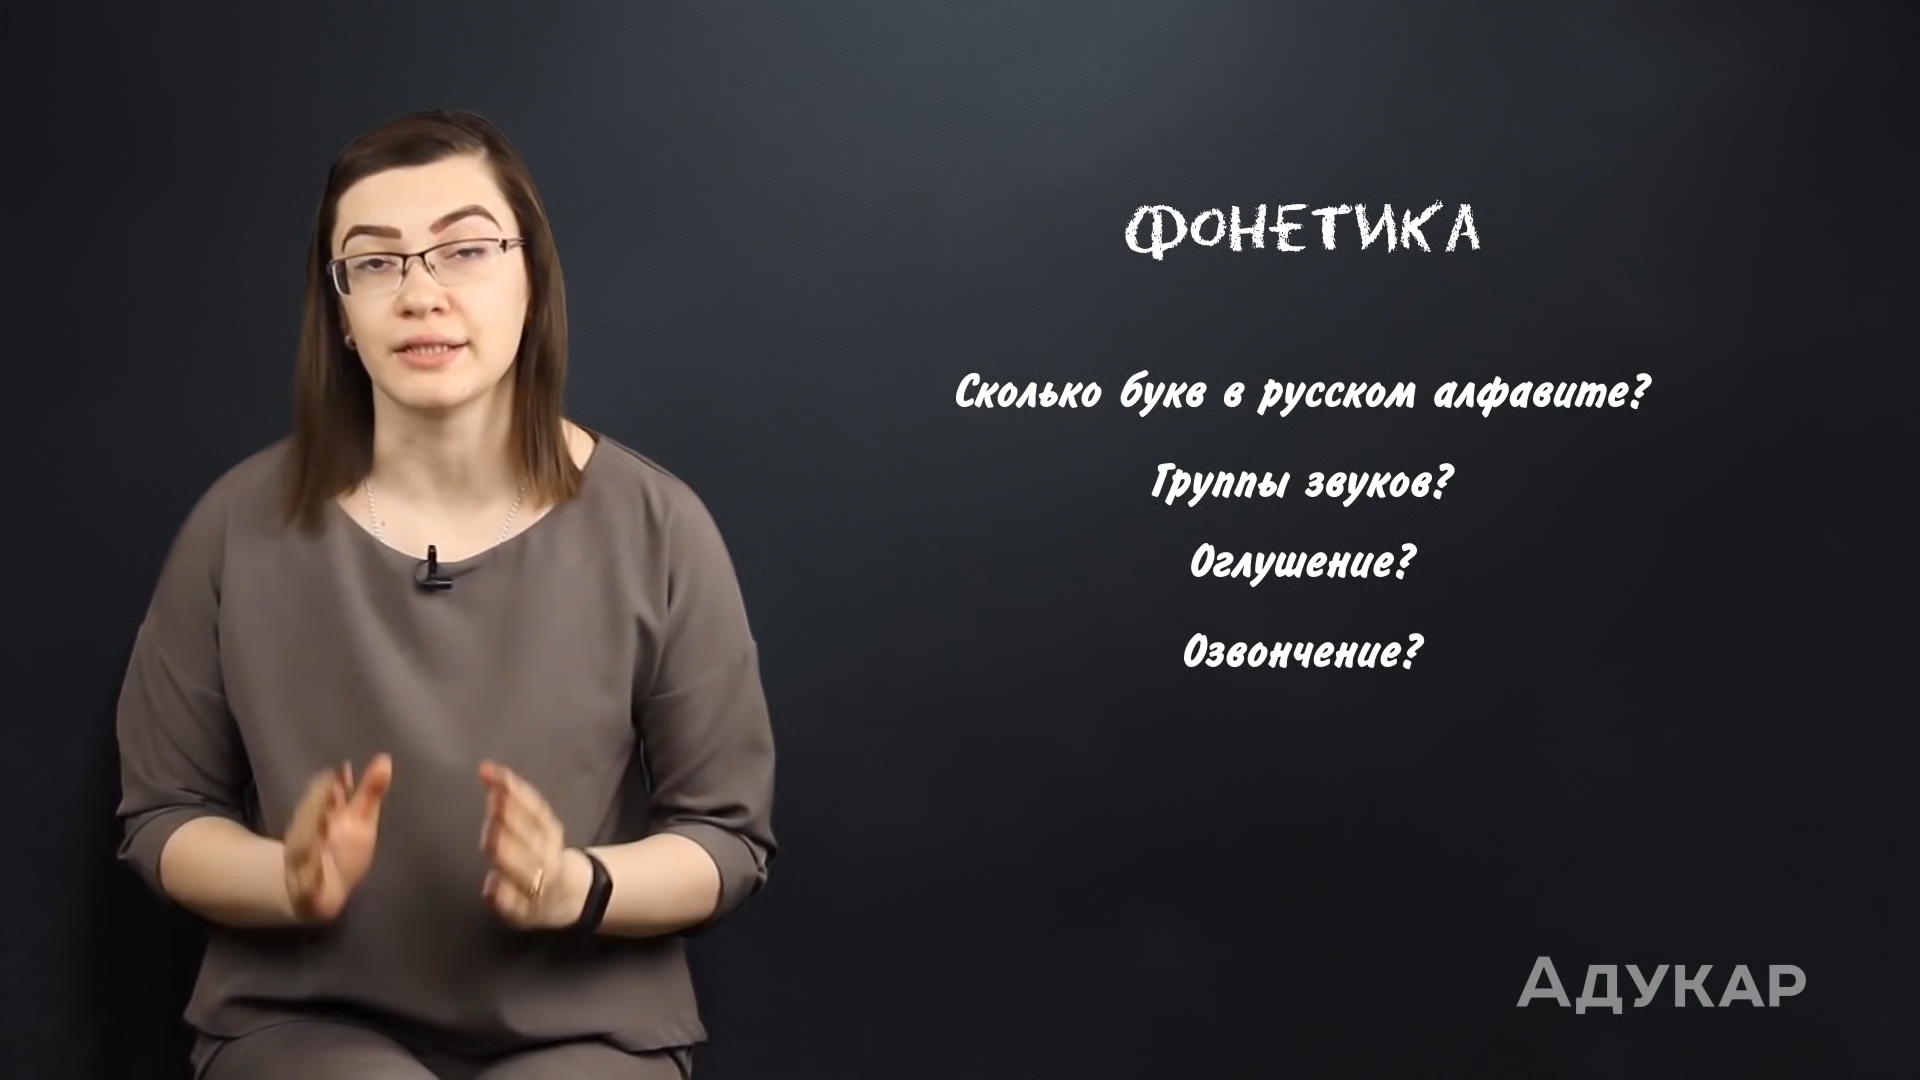 ФОНЕТИКА
Сколько букв в русском алфавите?
Группы звуков?
Оглушение?
Озвончение?
АДУКАР